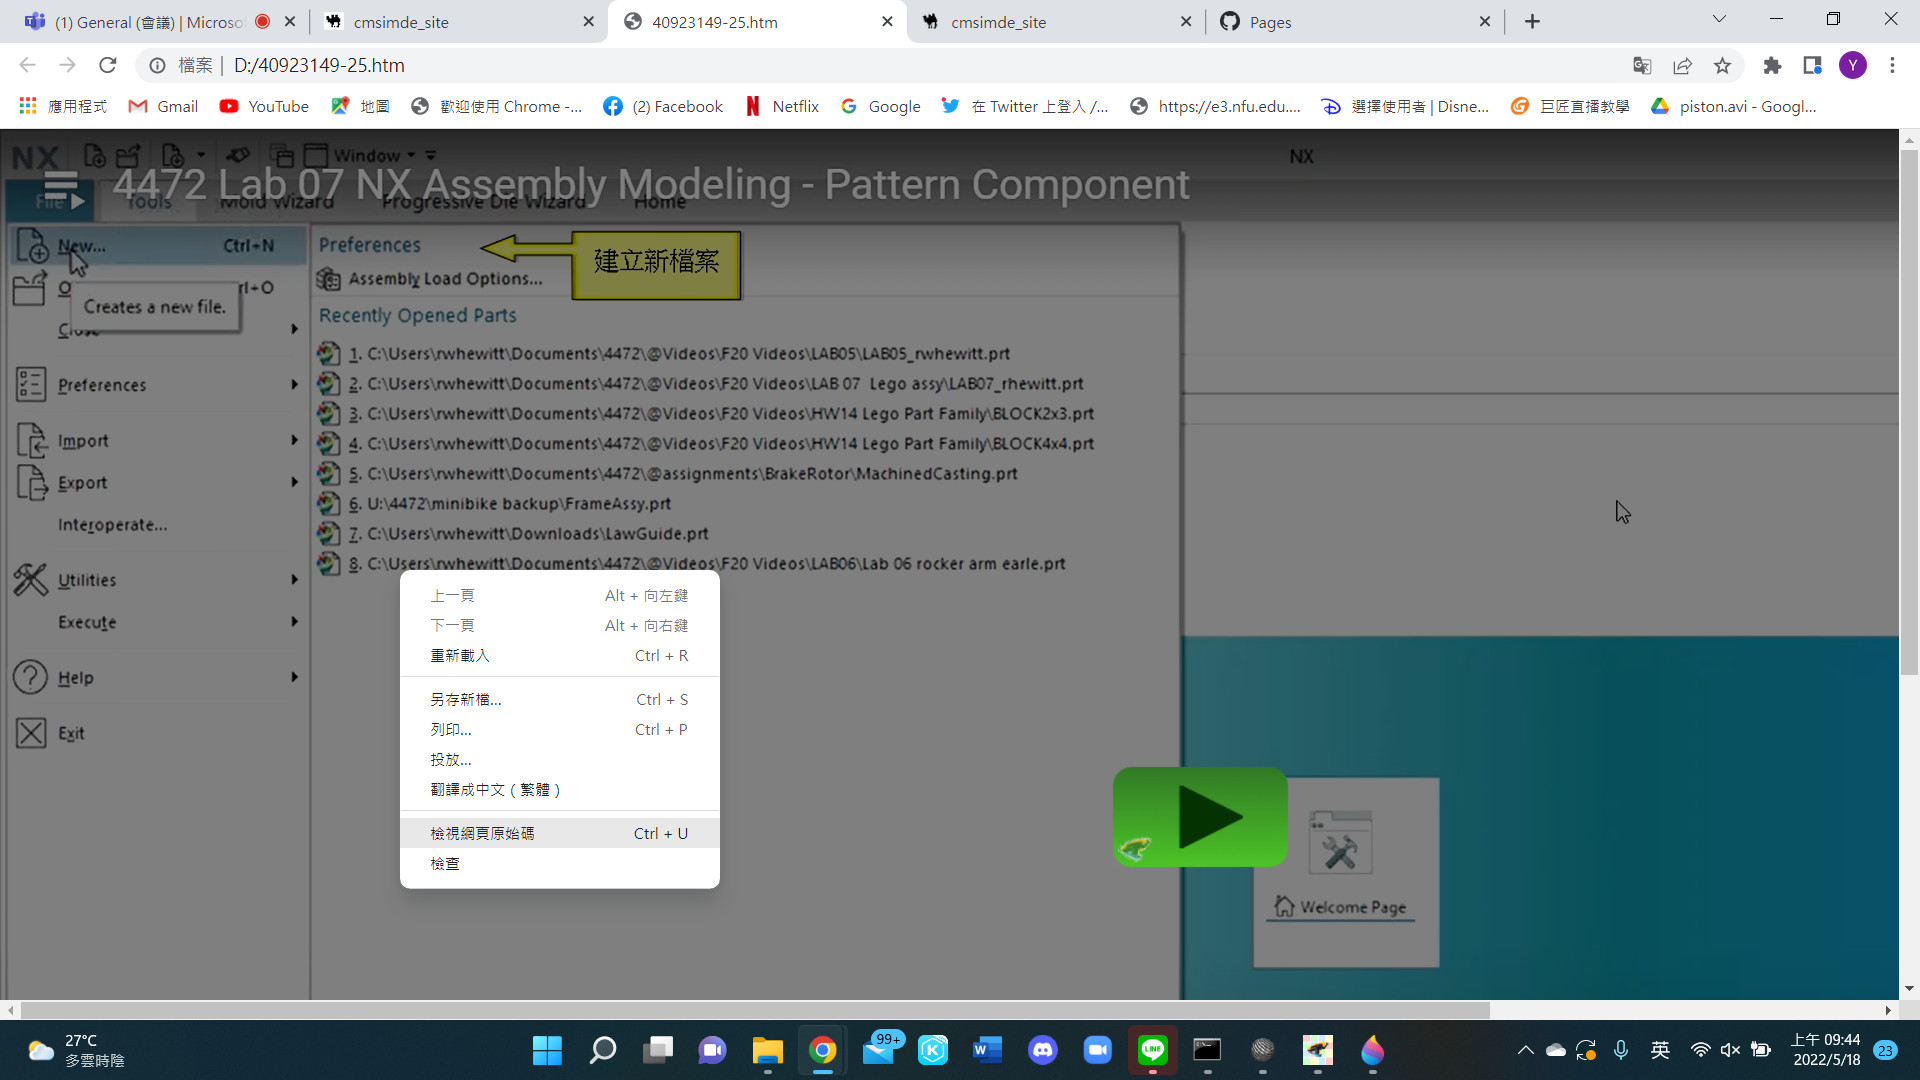 (1) General (會議) | Microso
cmsimde_site
40923149-25.htm
cmsimde_site
Pages
檔案 | D:/40923149-25.htm
Y
應用程式
Gmail
YouTube
地圖
歡迎使用 Chrome -...
(2) Facebook
Netflix
Google
在 Twitter 上登入 /...
https://e3.nfu.edu....
選擇使用者 | Disne...
巨匠直播教學
piston.avi - Googl...
NX
Window
NX
4472 Lab 07 NX Assembly Modeling - Pattern Component
File
Tools
Mold Wizard
Progressive Die Wizard
Home
New... Ctrl+N
Preferences
建立新檔案
Assembly Load Options...
Creates a new file.
Recently Opened Parts
Close
1. C:\Users\rwhewitt\Documents\4472\@Videos\F20 Videos\LAB05\LAB05_rwhewitt.prt
2. C:\Users\rwhewitt\Documents\4472\@Videos\F20 Videos\LAB 07 Lego assy\LAB07_rhewitt.prt
3. C:\Users\rwhewitt\Documents\4472\@Videos\F20 Videos\HW14 Lego Part Family\BLOCK2x3.prt
4. C:\Users\rwhewitt\Documents\4472\@Videos\F20 Videos\HW14 Lego Part Family\BLOCK4x4.prt
5. C:\Users\rwhewitt\Documents\4472\@assignments\BrakeRotor\MachinedCasting.prt
6. U:\4472\minibike backup\FrameAssy.prt
7. C:\Users\rwhewitt\Downloads\LawGuide.prt
8. C:\Users\rwhewitt\Documents\4472\@Videos\F20 Videos\LAB06\Lab 06 rocker arm earle.prt
Preferences
Import
Export
Interoperate...
Utilities
Execute
Help
Exit
上一頁 Alt + 向左鍵
下一頁 Alt + 向右鍵
重新載入 Ctrl + R
另存新檔... Ctrl + S
列印... Ctrl + P
投放...
翻譯成中文 ( 繁體 )
檢視網頁原始碼 Ctrl + U
檢查
Welcome Page
27°C
多雲時陰
99+
LINE
英
上午 09:44
2022/5/18
23